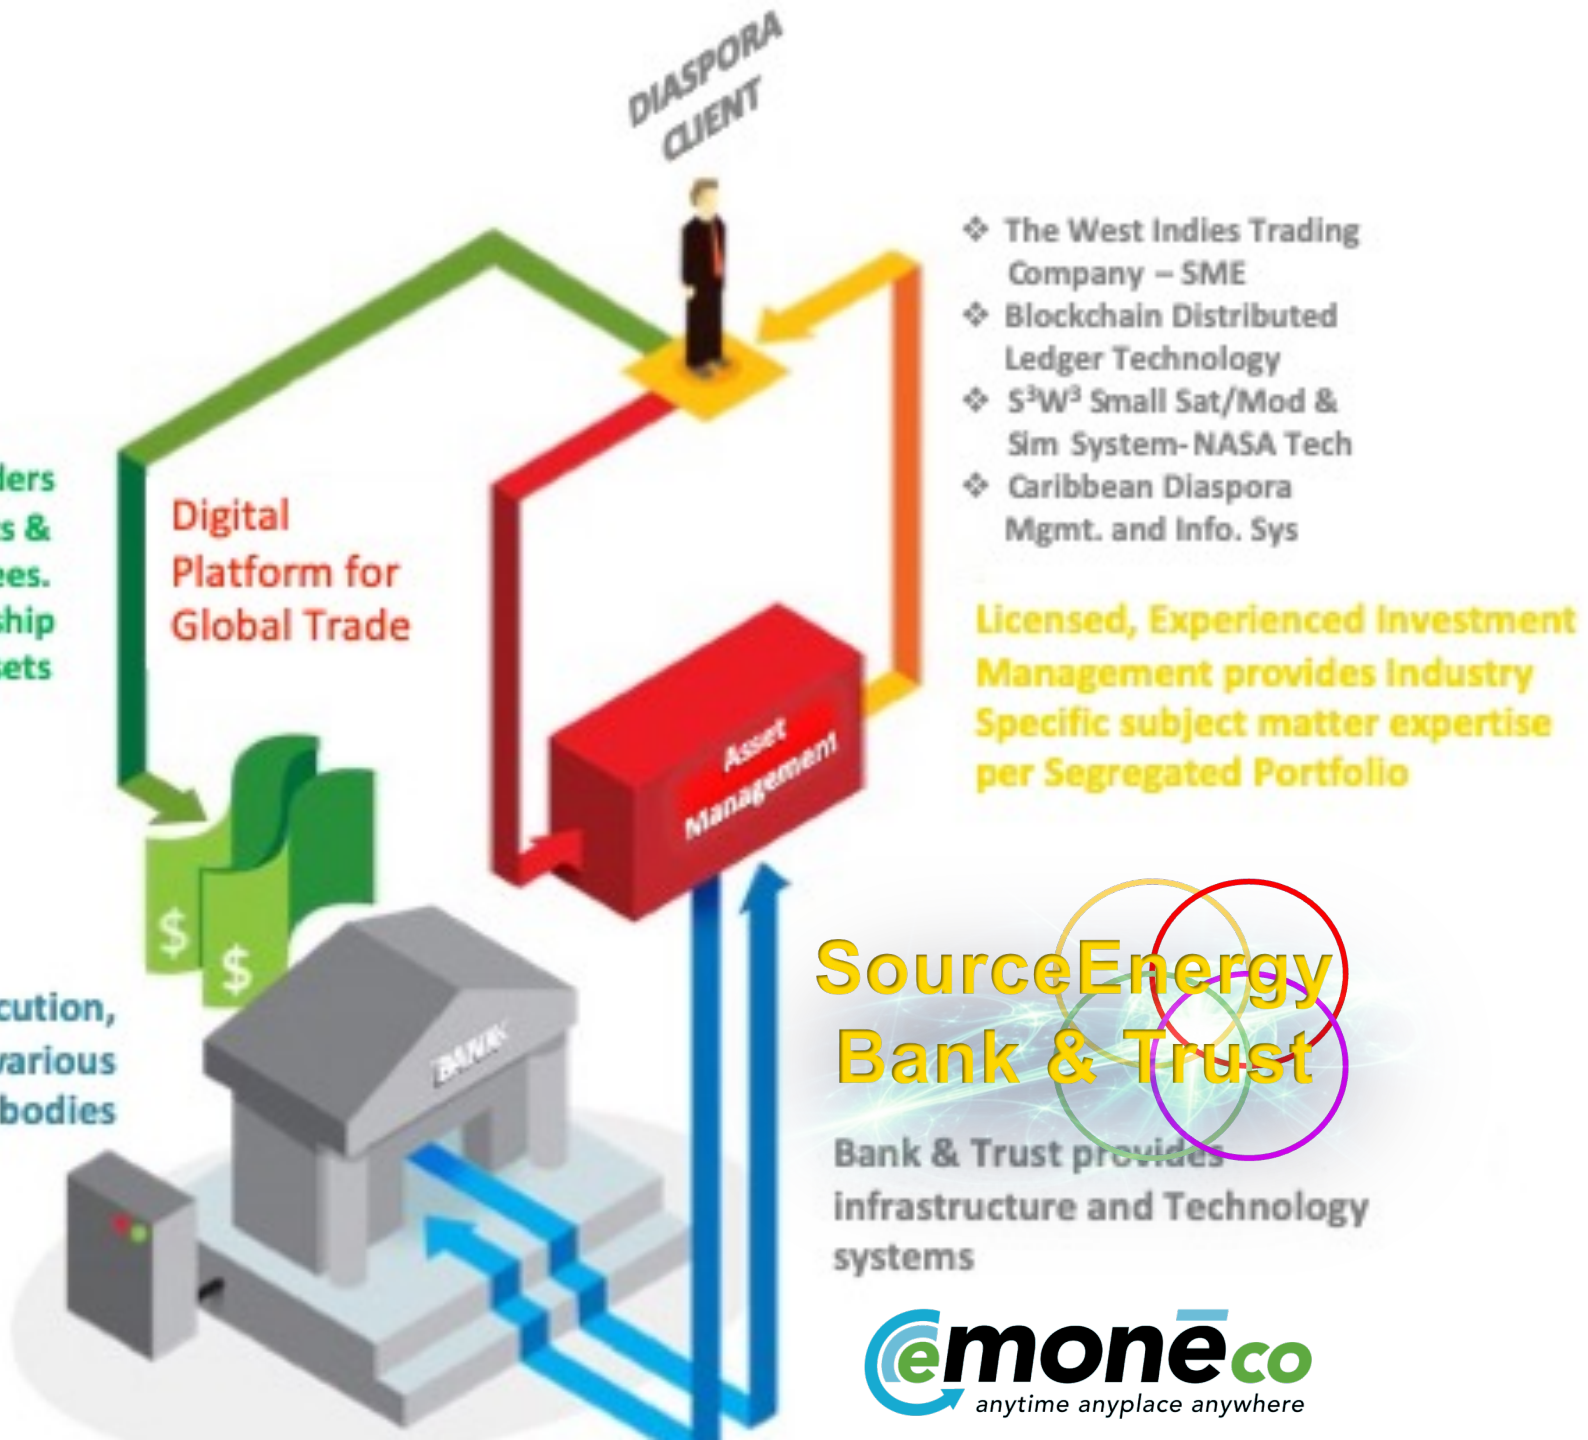 DIASPORA
CLIENT
❖ The West Indies Trading
Company – SME
❖ Blockchain Distributed
Ledger Technology
❖ S³W³ Small Sat/Mod &
Sim System- NASA Tech
❖ Caribbean Diaspora
Mgmt. and Info. Sys
ders
s &
ees.
ship
sets
Digital
Platform for
Global Trade
Licensed, Experienced Investment
Management provides Industry
Specific subject matter expertise
per Segregated Portfolio
Asset
Management
$
$
cution,
various
bodies
BANK
SourceEnergy
Bank & Trust
Bank & Trust provides
infrastructure and Technology
systems
emonēco
anytime anyplace anywhere